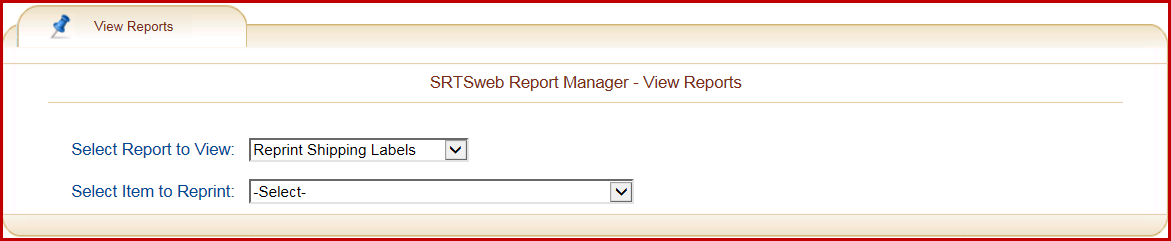 View Reports
SRTSweb Report Manager - View Reports
Select Report to View: Reprint Shipping Labels
Select Item to Reprint: -Select-